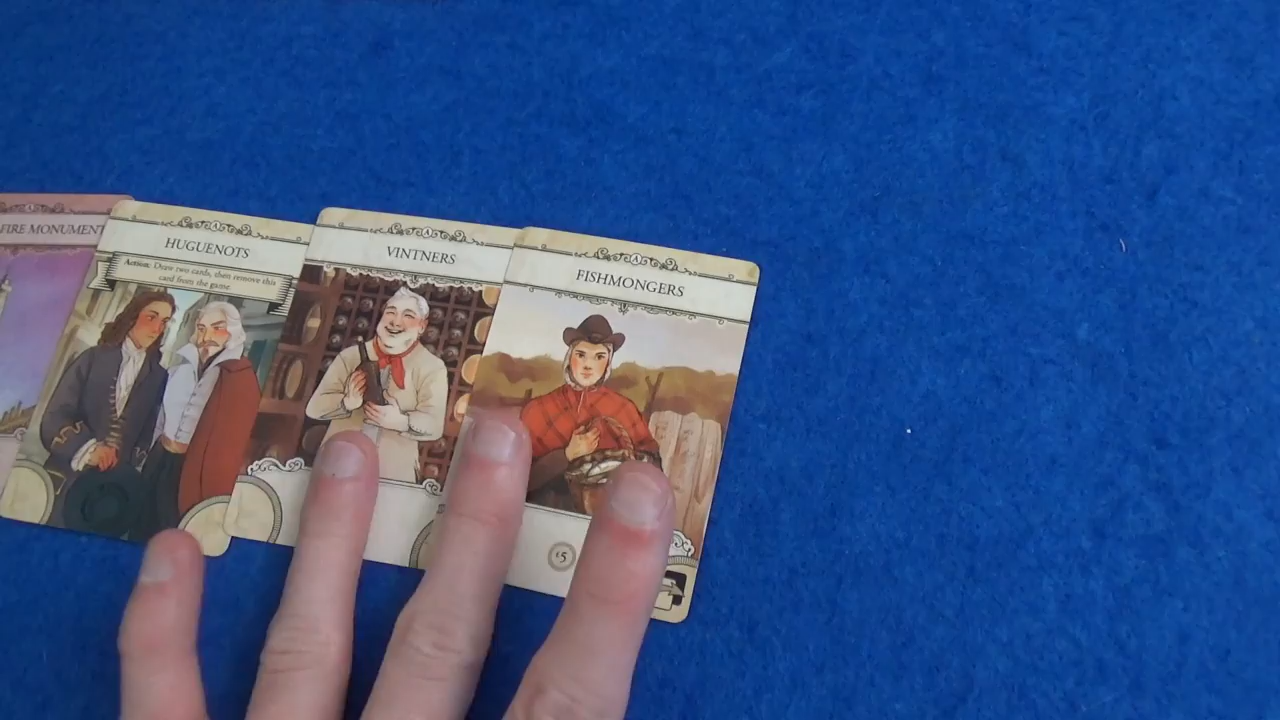 FIRE MONUMENT
A
HUGUENOTS
Action: Draw two cards, then remove this
card from the game.
A
VINTNERS
A
FISHMONGERS
£5